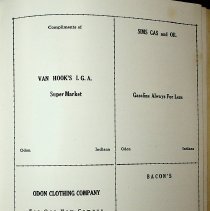 Compliments of
VAN HOOK'S I.G.A.
Super Market
Odon Indiana
SIMS GAS and OIL
Gasoline Always For Less
Odon Indiana
ODON CLOTHING COMPANY
BACON'S